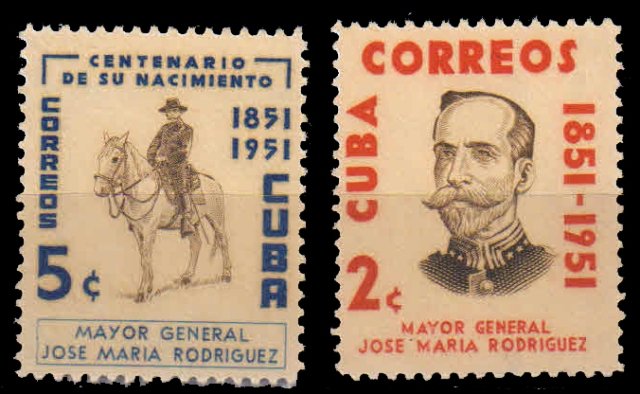 CENTENARIO
DE SU NACIMIENTO
CORREOS
1851
1951
CUBA
5¢
MAYOR GENERAL
JOSE MARIA RODRIGUEZ
CORREOS
CUBA
1851-1951
2¢
MAYOR GENERAL
JOSE MARIA RODRIGUEZ